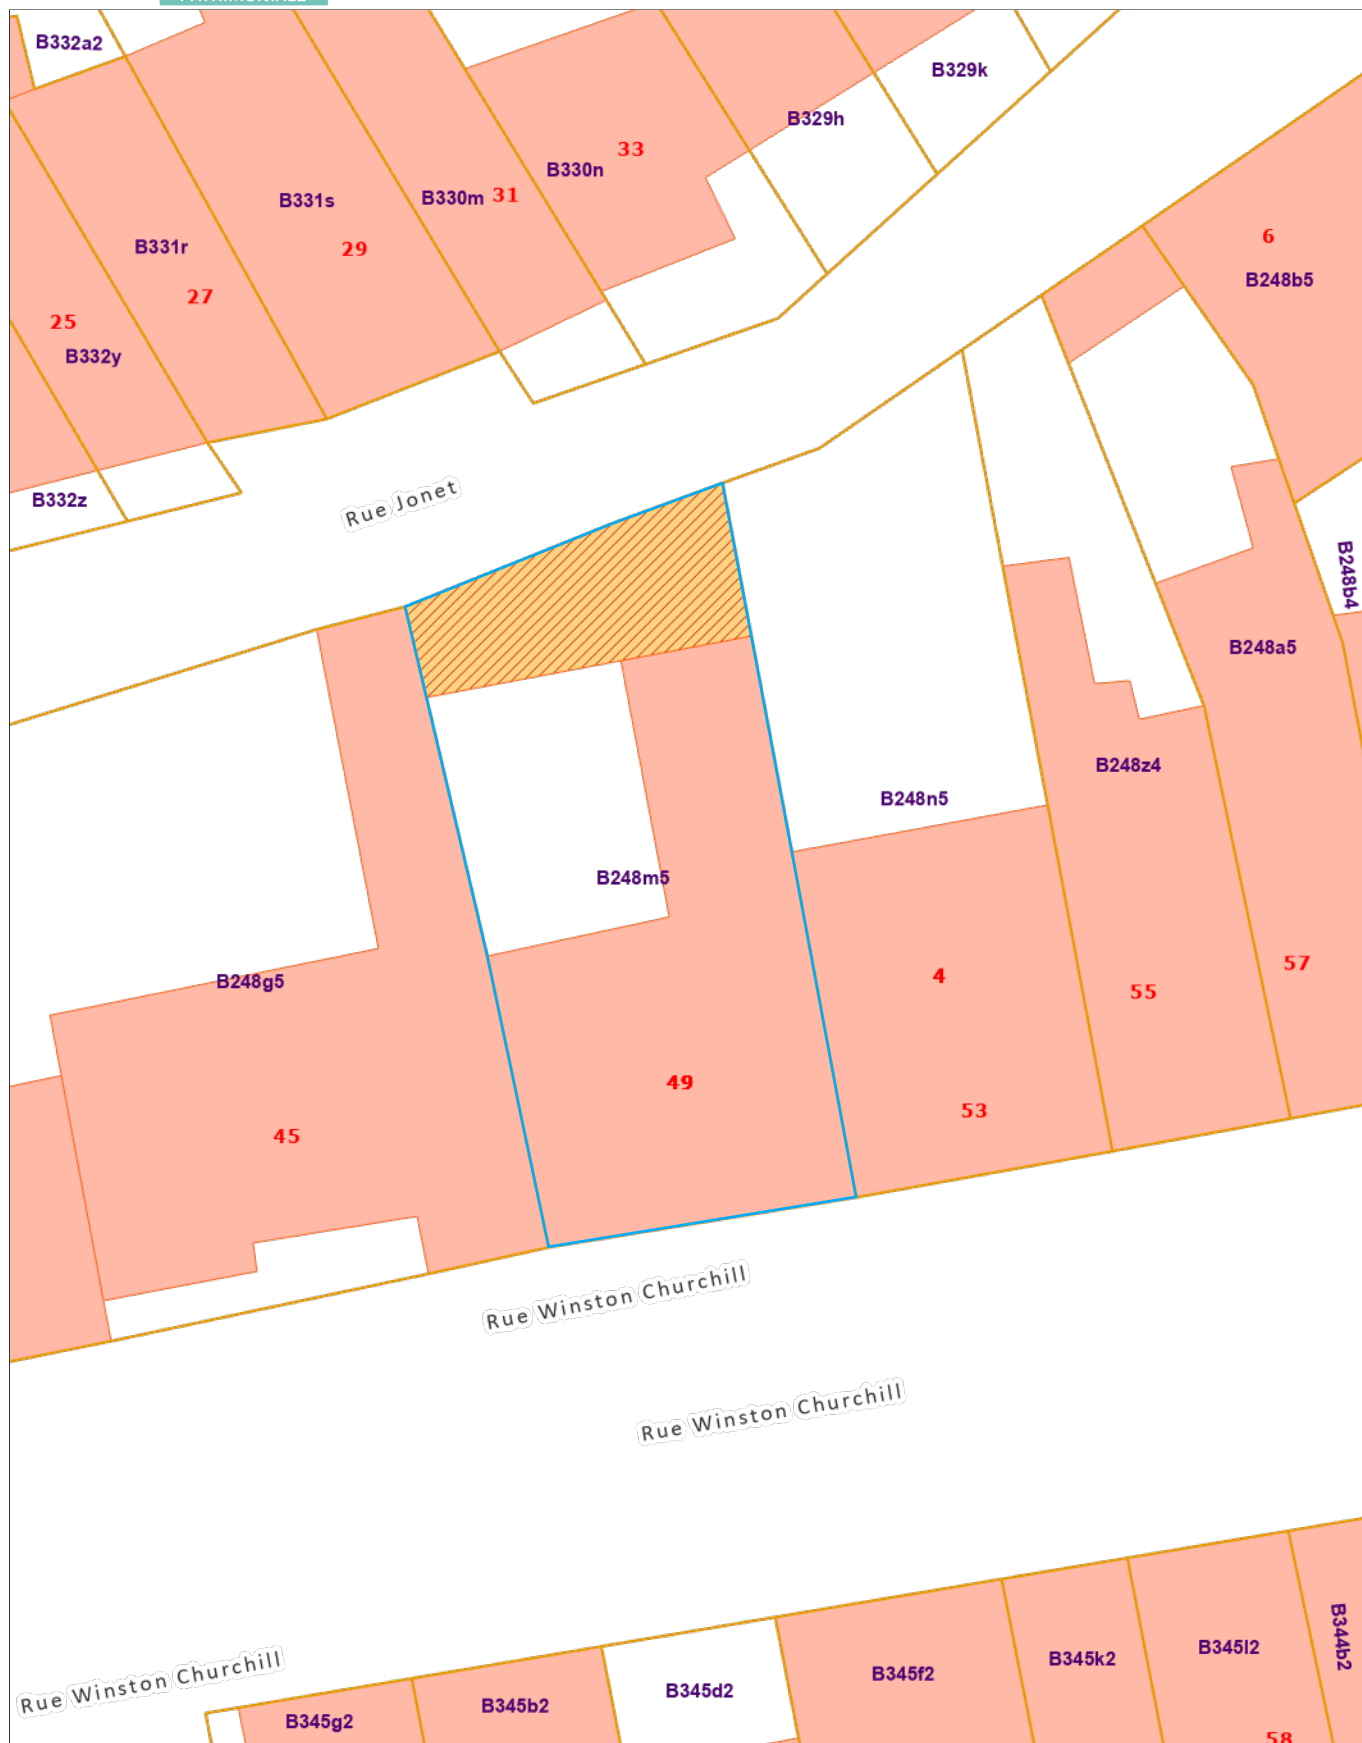 B332a2
B329k
B329h
33
B330n
B331s
B330m
31
B331r
29
6
27
B248b5
25
B332y
B332z
Rue Jonet
B248b4
B248a5
B248z4
B248n5
B248m5
57
4
B248g5
55
49
53
45
Rue Winston Churchill
Rue Winston Churchill
Rue Winston Churchill
B345g2
B345b2
B345d2
B345f2
B345k2
B345l2
B344b2
58